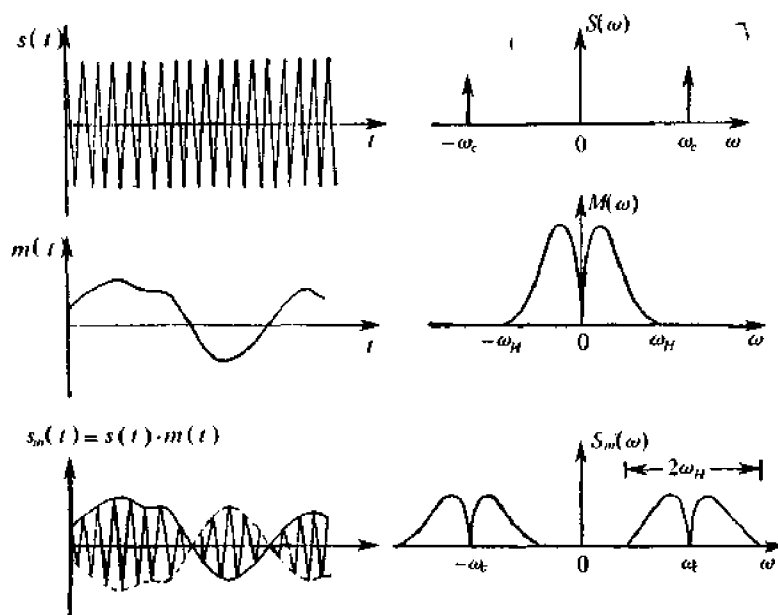 s(t)
t
S(ω)
-ω_c 0 ω_c ω
m(t
t
M(ω)
-ω_H 0 ω_H ω
s_m(t)=s(t)·m(t)
S_m(ω)
2ω_H
-ω_c 0 ω_c ω